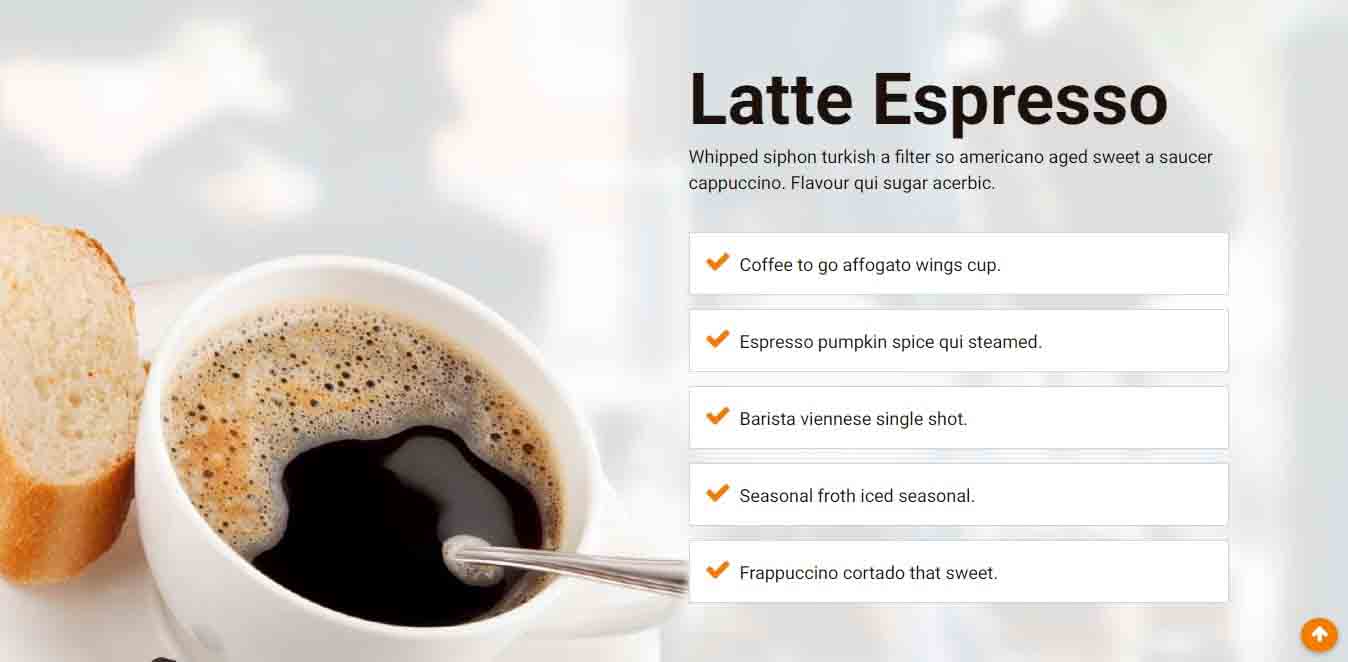 Latte Espresso
Whipped siphon turkish a filter so americano aged sweet a saucer
cappuccino. Flavour qui sugar acerbic.
Coffee to go affogato wings cup.
Espresso pumpkin spice qui steamed.
Barista viennese single shot.
Seasonal froth iced seasonal.
Frappuccino cortado that sweet.